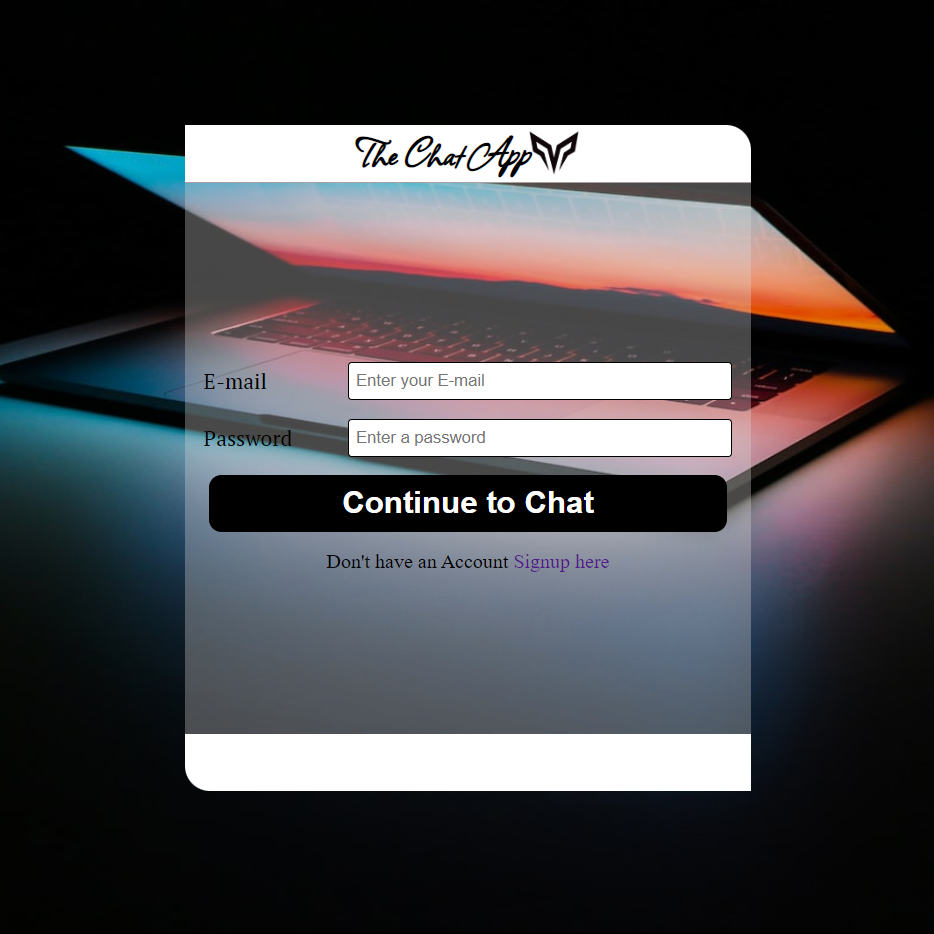 The Chat App
E-mail
Enter your E-mail
Password
Enter a password
Continue to Chat
Don't have an Account Signup here